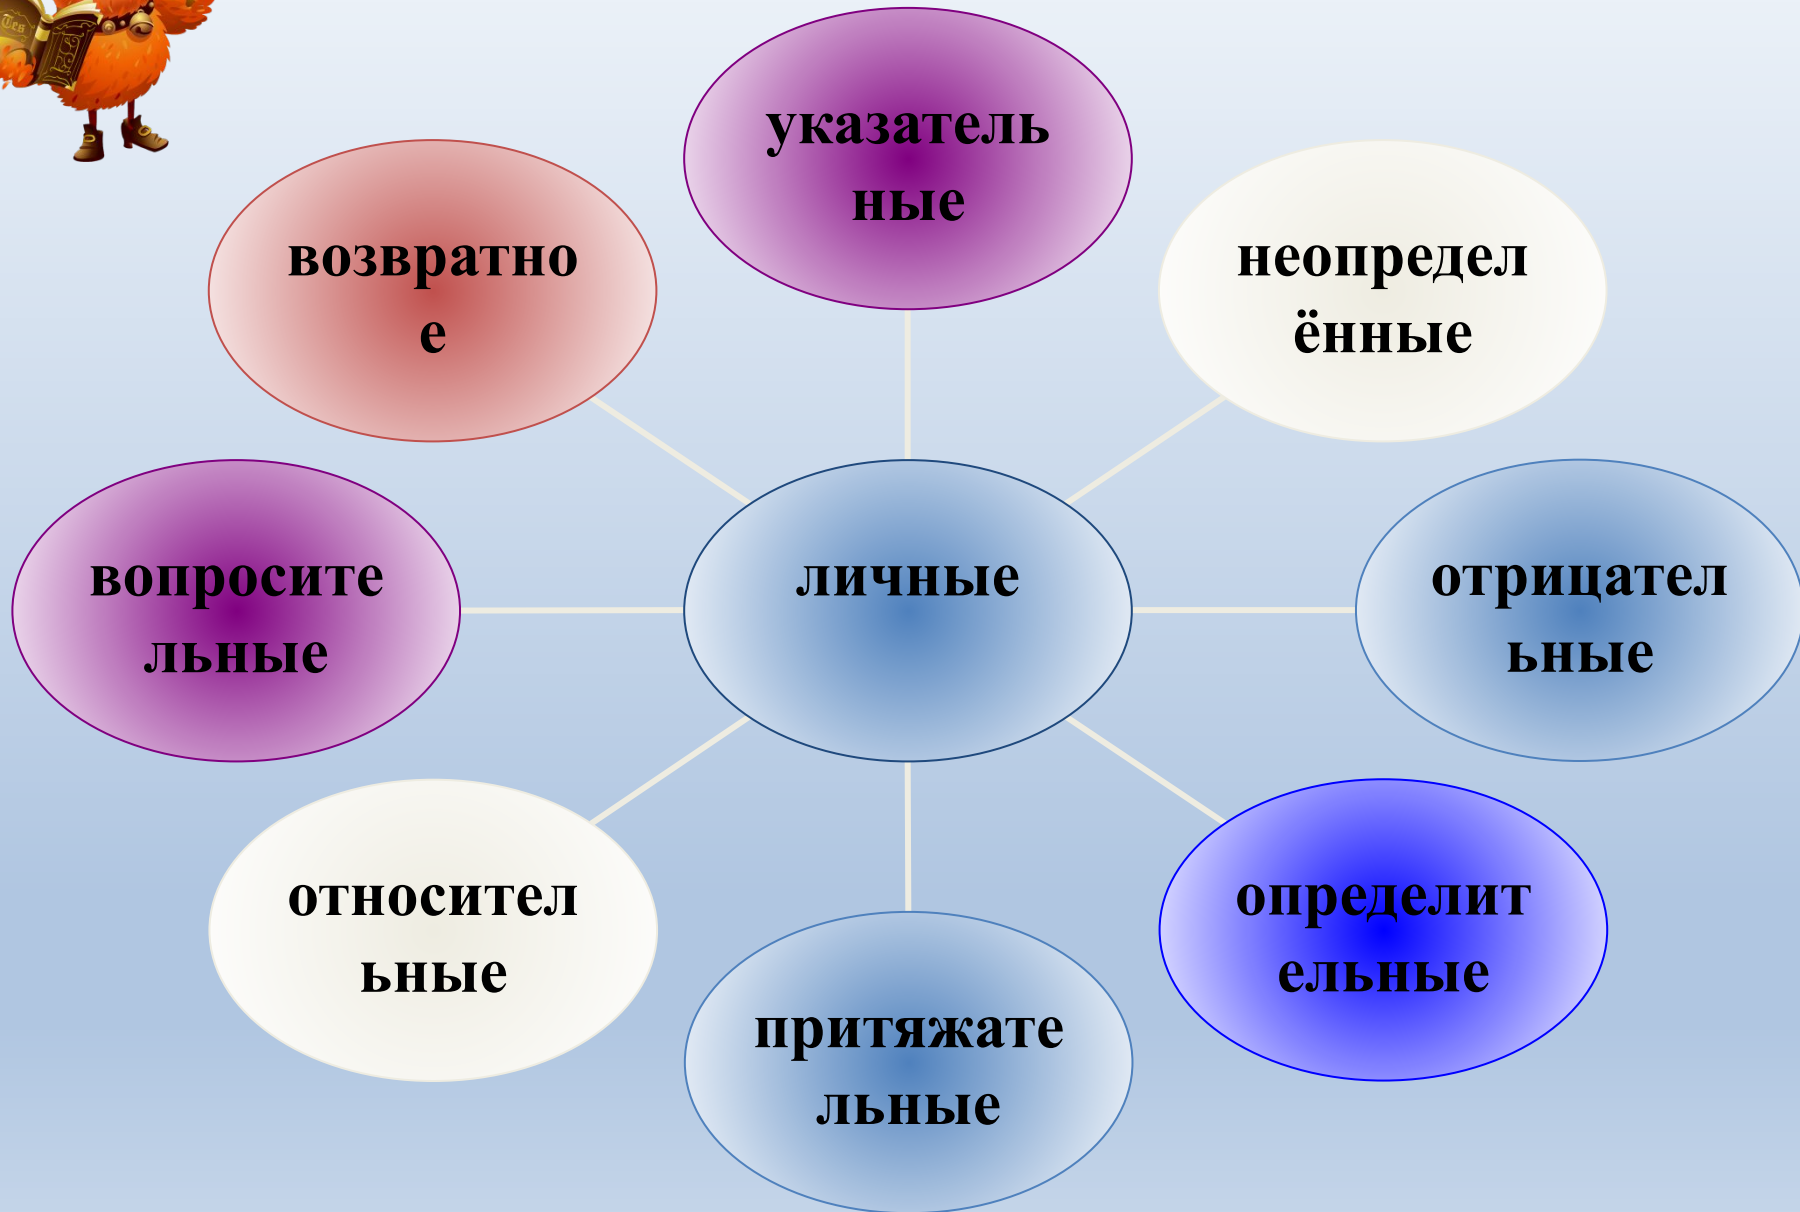 указатель
ные
возвратно
е
неопредел
ённые
вопросите
льные
личные
отрицател
ьные
относител
ьные
определит
ельные
притяжате
льные